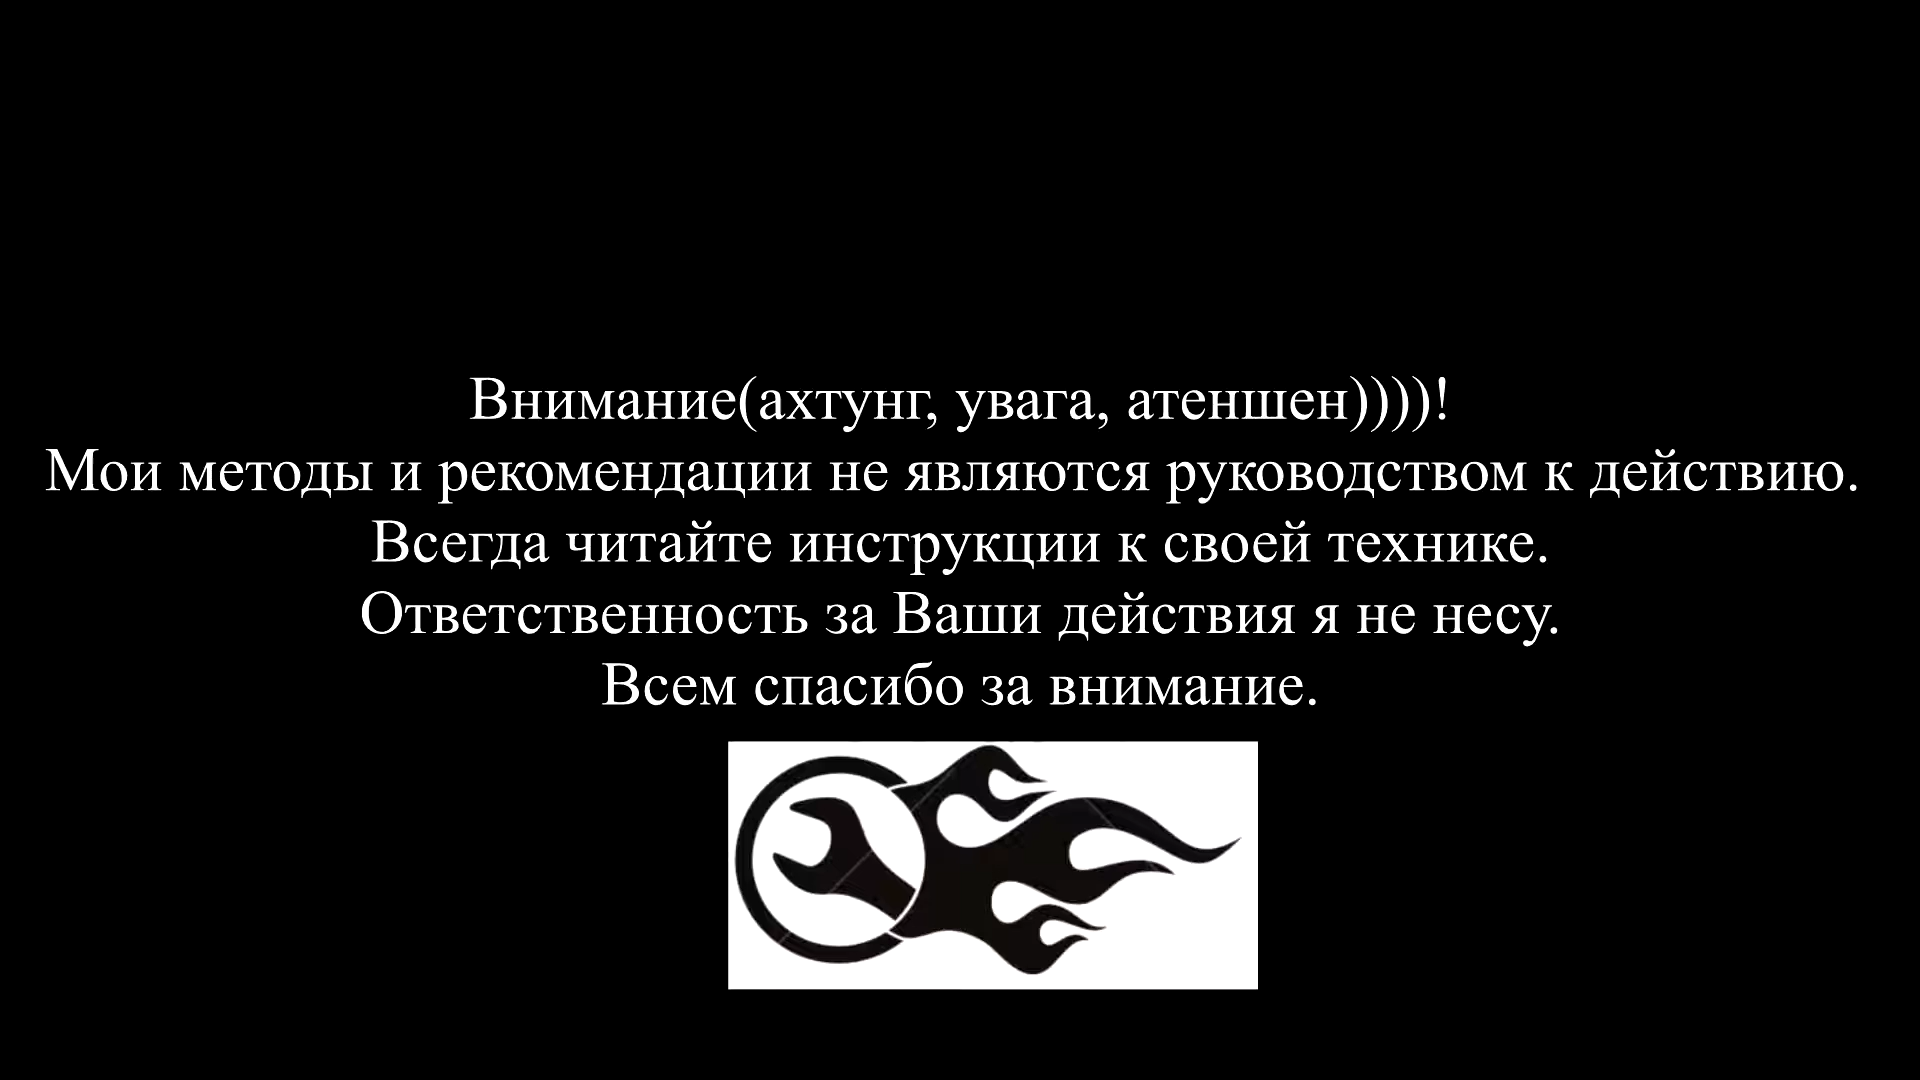 Внимание(ахтунг, увага, атеншен))))!
Мои методы и рекомендации не являются руководством к действию.
Всегда читайте инструкции к своей технике.
Ответственность за Ваши действия я не несу.
Всем спасибо за внимание.